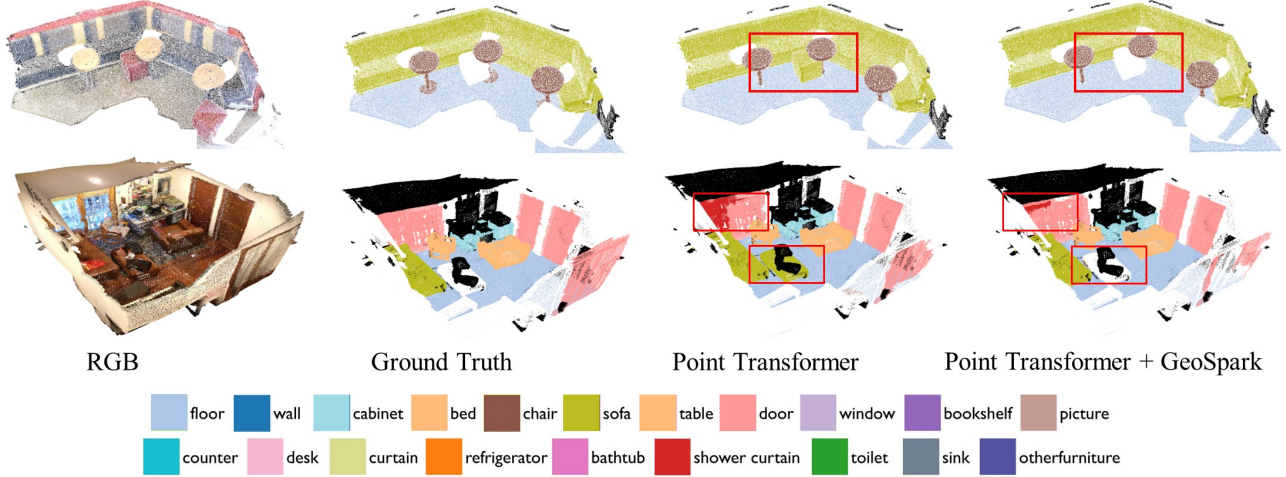 RGB Ground Truth Point Transformer Point Transformer + GeoSpark
floor wall cabinet bed chair sofa table door window bookshelf picture
counter desk curtain refrigerator bathtub shower curtain toilet sink otherfurniture